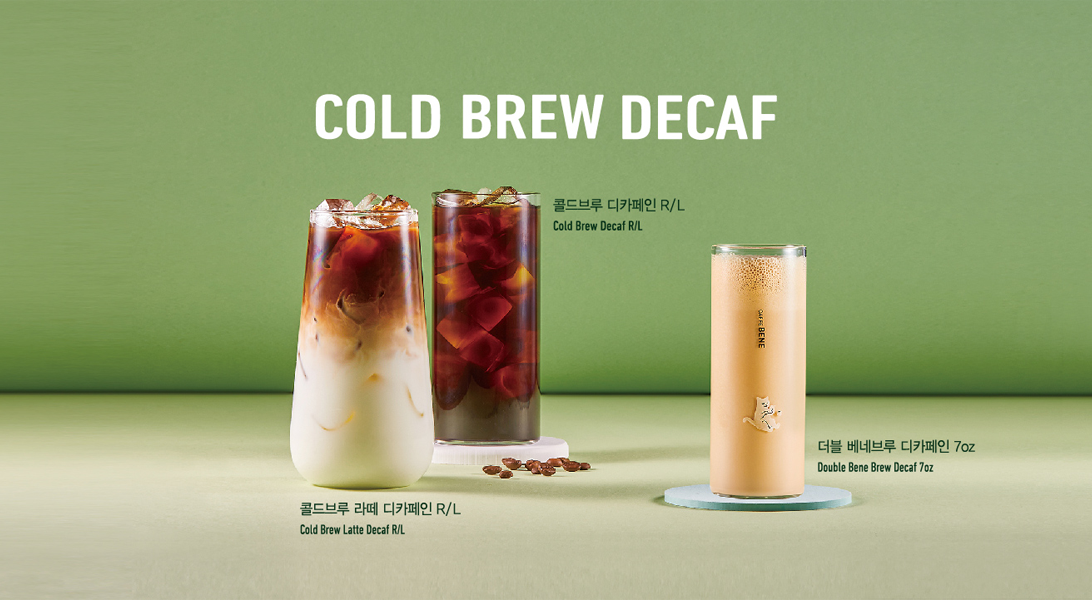 COLD BREW DECAF
콜드브루 디카페인 R/L
Cold Brew Decaf R/L
CAFFE BENE
더블 베네브루 디카페인 7oz
Double Bene Brew Decaf 7oz
콜드브루 라떼 디카페인 R/L
Cold Brew Latte Decaf R/L